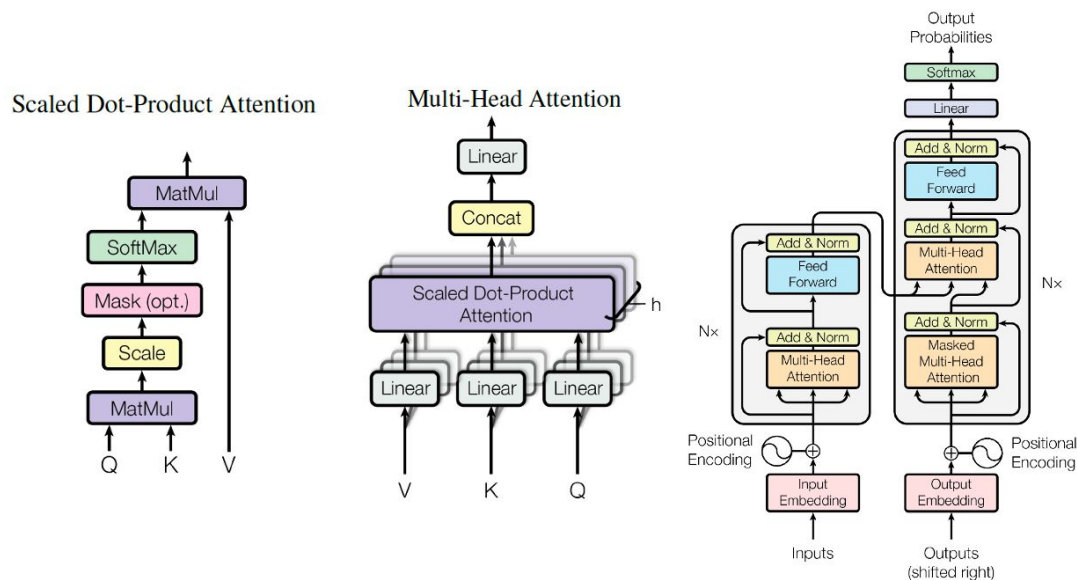 Scaled Dot-Product Attention
MatMul
SoftMax
Mask (opt.)
Scale
MatMul
Q K V
Multi-Head Attention
Linear
Concat
Scaled Dot-Product
Attention
h
Linear Linear Linear
V K Q
Output
Probabilities
Softmax
Linear
Add & Norm
Feed
Forward
Add & Norm
Multi-Head
Attention
N×
Add & Norm
Masked
Multi-Head
Attention
Add & Norm
Feed
Forward
N×
Add & Norm
Multi-Head
Attention
Positional
Encoding
Positional
Encoding
Input
Embedding
Output
Embedding
Inputs
Outputs
(shifted right)